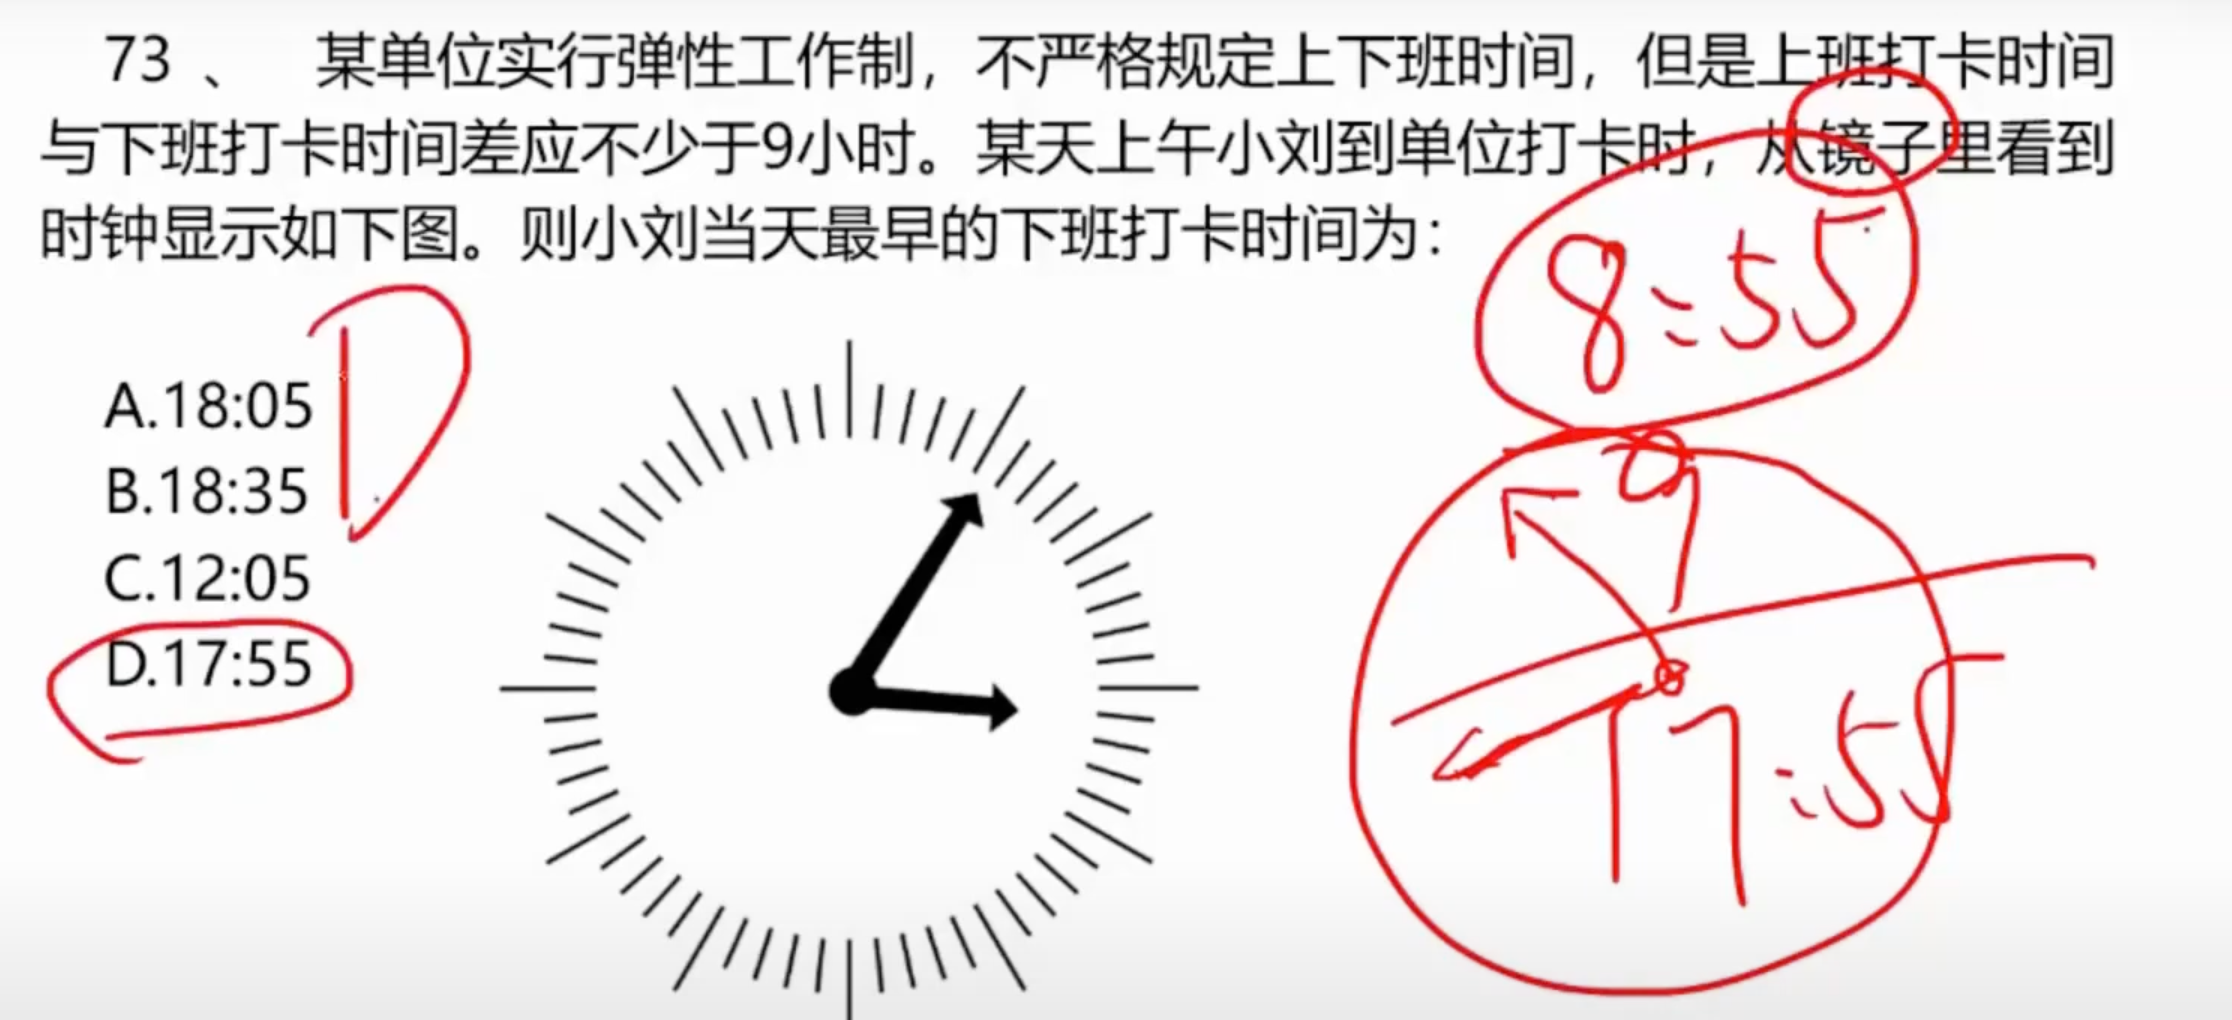 73 、 某单位实行弹性工作制，不严格规定上下班时间，但是上班打卡时间
与下班打卡时间差应不少于9小时。某天上午小刘到单位打卡时，从镜子里看到
时钟显示如下图。则小刘当天最早的下班打卡时间为：
8:55
D
A.18:05
B.18:35
C.12:05
D.17:55
9
17:55